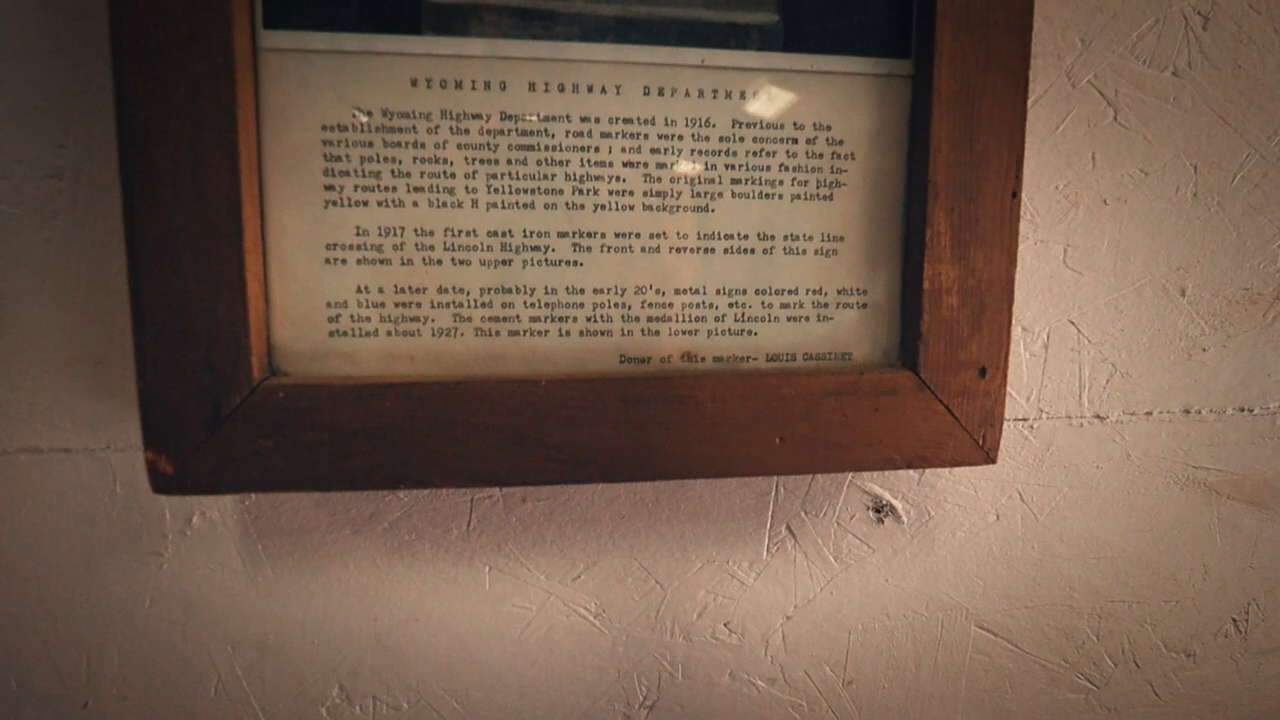 WYOMING HIGHWAY DEPARTMENT
The Wyoming Highway Department was created in 1916. Previous to the
establishment of the department, road markers were the sole concern of the
various boards of county commissioners ; and early records refer to the fact
that poles, rocks, trees and other items were marked in various fashion in-
dicating the route of particular highways. The original markings for high-
way routes leading to Yellowstone Park were simply large boulders painted
yellow with a black H painted on the yellow background.
In 1917 the first cast iron markers were set to indicate the state line
crossing of the Lincoln Highway. The front and reverse sides of this sign
are shown in the two upper pictures.
At a later date, probably in the early 20's, metal signs colored red, white
and blue were installed on telephone poles, fence posts, etc. to mark the route
of the highway. The cement markers with the medallion of Lincoln were in-
stalled about 1927. This marker is shown in the lower picture.
Donor of this marker- LOUIS CASSIRET